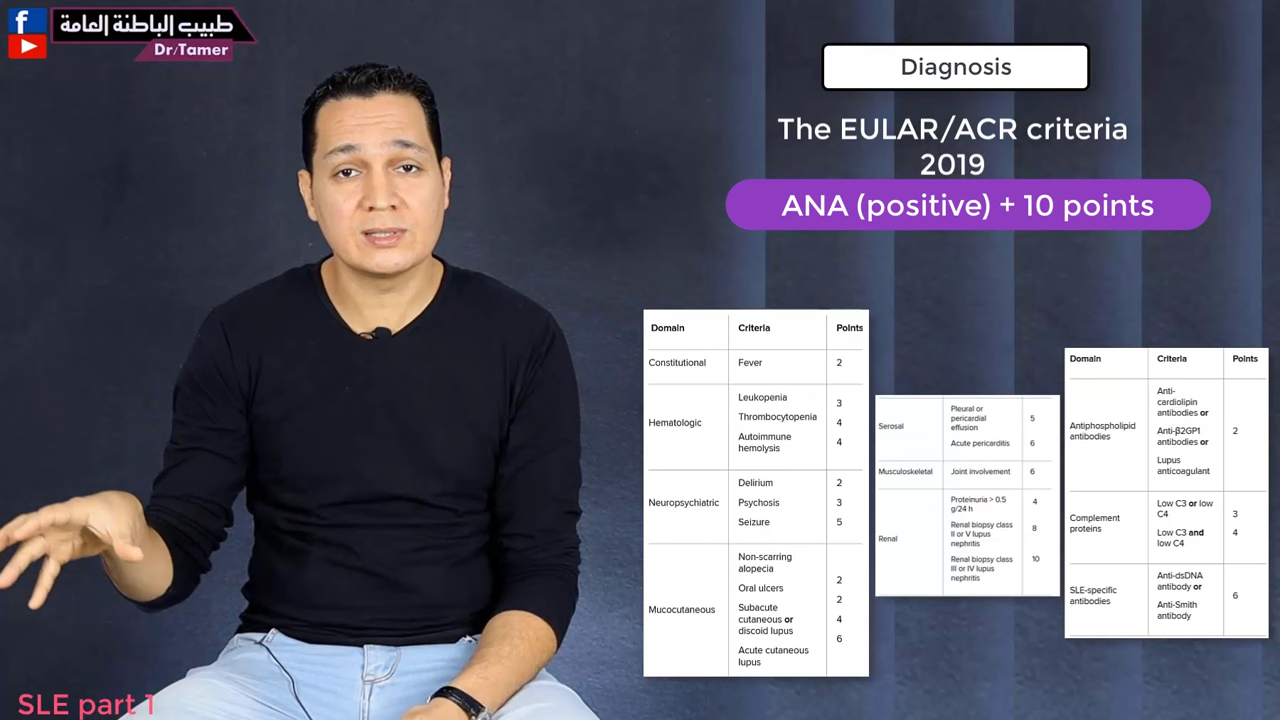 f
طبيب الباطنة العامة
Dr/Tamer
Diagnosis
The EULAR/ACR criteria
2019
ANA (positive) + 10 points
Domain Criteria Points
Constitutional Fever 2
Hematologic
Leukopenia 3
Thrombocytopenia 4
Autoimmune
hemolysis 4
Neuropsychiatric
Delirium 2
Psychosis 3
Seizure 5
Mucocutaneous
Non-scarring
alopecia 2
Oral ulcers 2
Subacute
cutaneous or
discoid lupus 4
Acute cutaneous
lupus 6
Serosal
Pleural or
pericardial
effusion 5
Acute pericarditis 6
Musculoskeletal Joint involvement 6
Renal
Proteinuria > 0.5
g/24 h 4
Renal biopsy class
II or V lupus
nephritis 8
Renal biopsy class
III or IV lupus
nephritis 10
Domain Criteria Points
Antiphospholipid
antibodies
Anti-
cardiolipin
antibodies or
Anti-β2GP1
antibodies or
Lupus
anticoagulant
2
Complement
proteins
Low C3 or low
C4 3
Low C3 and
low C4 4
SLE-specific
antibodies
Anti-dsDNA
antibody or
Anti-Smith
antibody
6
SLE part 1